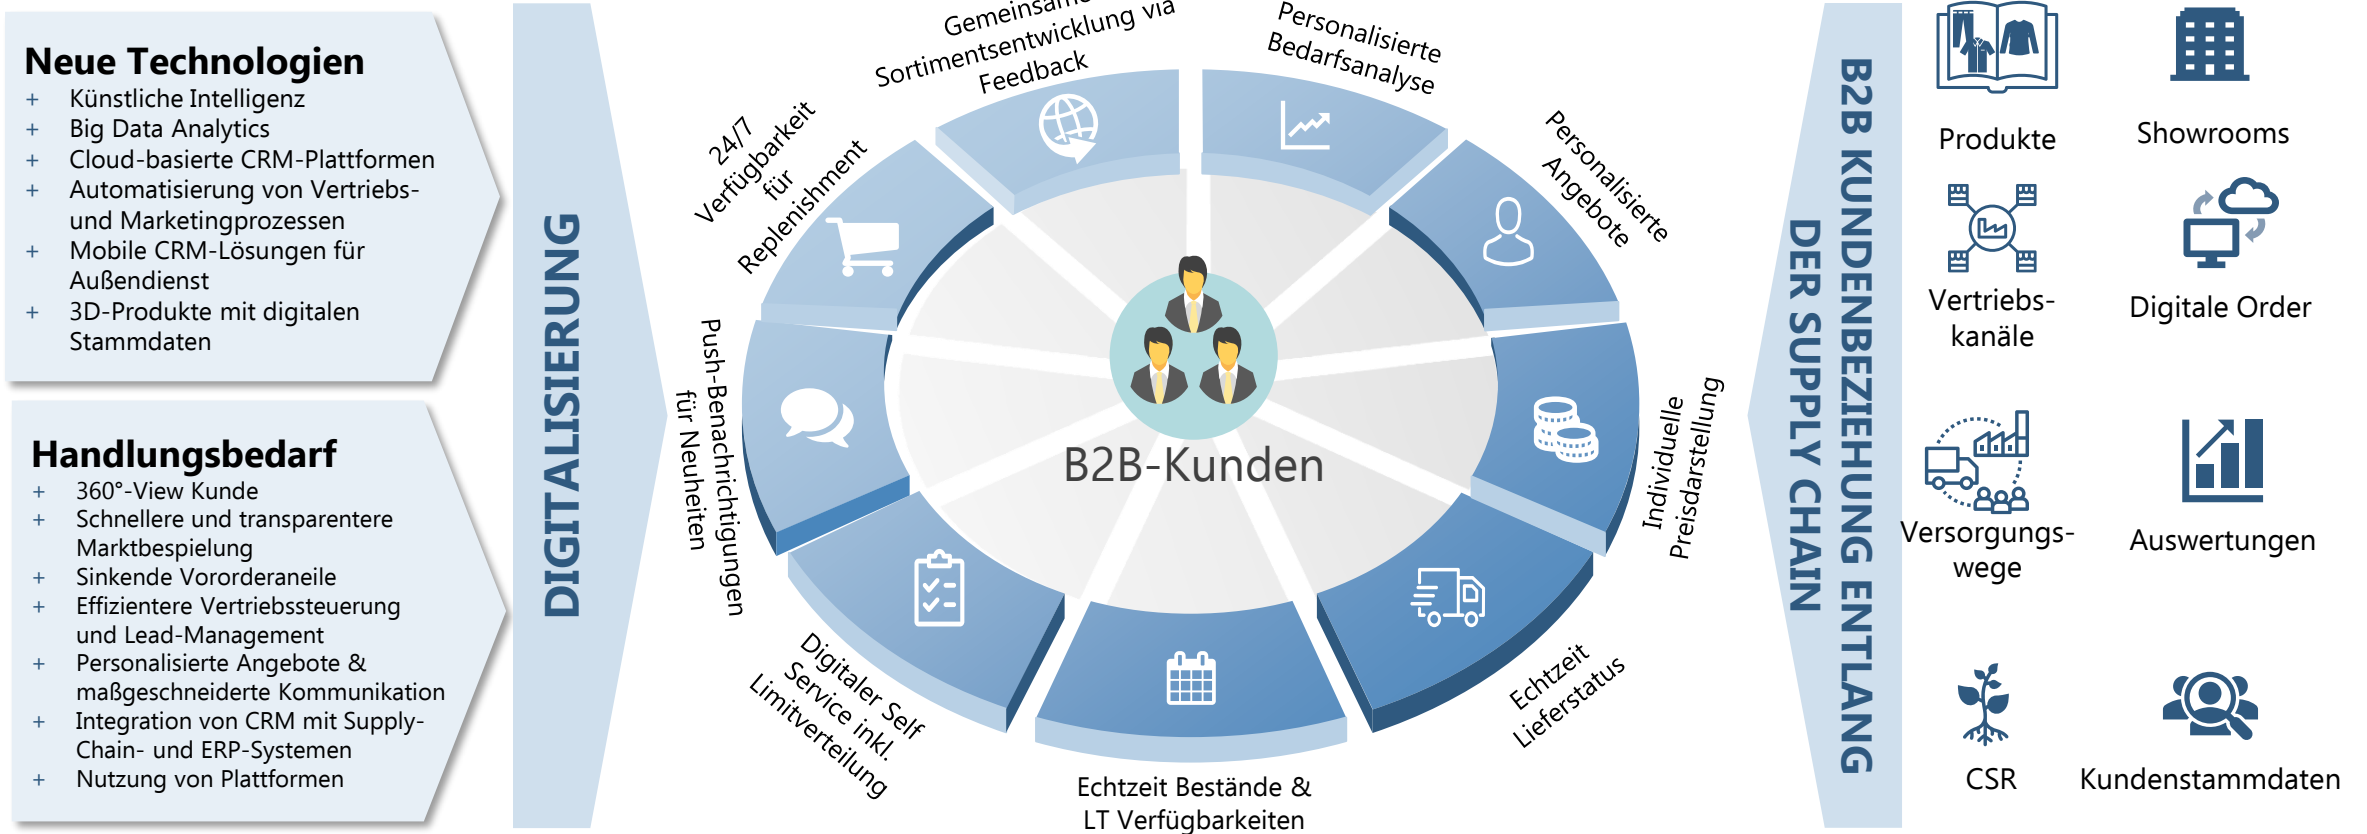 Neue Technologien
+ Künstliche Intelligenz
+ Big Data Analytics
+ Cloud-basierte CRM-Plattformen
+ Automatisierung von Vertriebs-
und Marketingprozessen
+ Mobile CRM-Lösungen für
Außendienst
+ 3D-Produkte mit digitalen
Stammdaten
Handlungsbedarf
+ 360°-View Kunde
+ Schnellere und transparentere
Marktbespielung
+ Sinkende Vororderaneile
+ Effizientere Vertriebssteuerung
und Lead-Management
+ Personalisierte Angebote &
maßgeschneiderte Kommunikation
+ Integration von CRM mit Supply-
Chain- und ERP-Systemen
+ Nutzung von Plattformen
DIGITALISIERUNG
Gemeinsame
Sortimentsentwicklung via
Feedback
Personalisierte
Bedarfsanalyse
Personalisierte
Angebote
Individuelle
Preisdarstellung
Echtzeit
Lieferstatus
Echtzeit Bestände &
LT Verfügbarkeiten
Digitaler Self
Service inkl.
Limitverteilung
Push-Benachrichtigungen
für Neuheiten
24/7
Verfügbarkeit
für
Replenishment
B2B-Kunden
B2B KUNDENBEZIEHUNG ENTLANG
DER SUPPLY CHAIN
Produkte
Showrooms
Vertriebs-
kanäle
Digitale Order
Versorgungs-
wege
Auswertungen
CSR
Kundenstammdaten